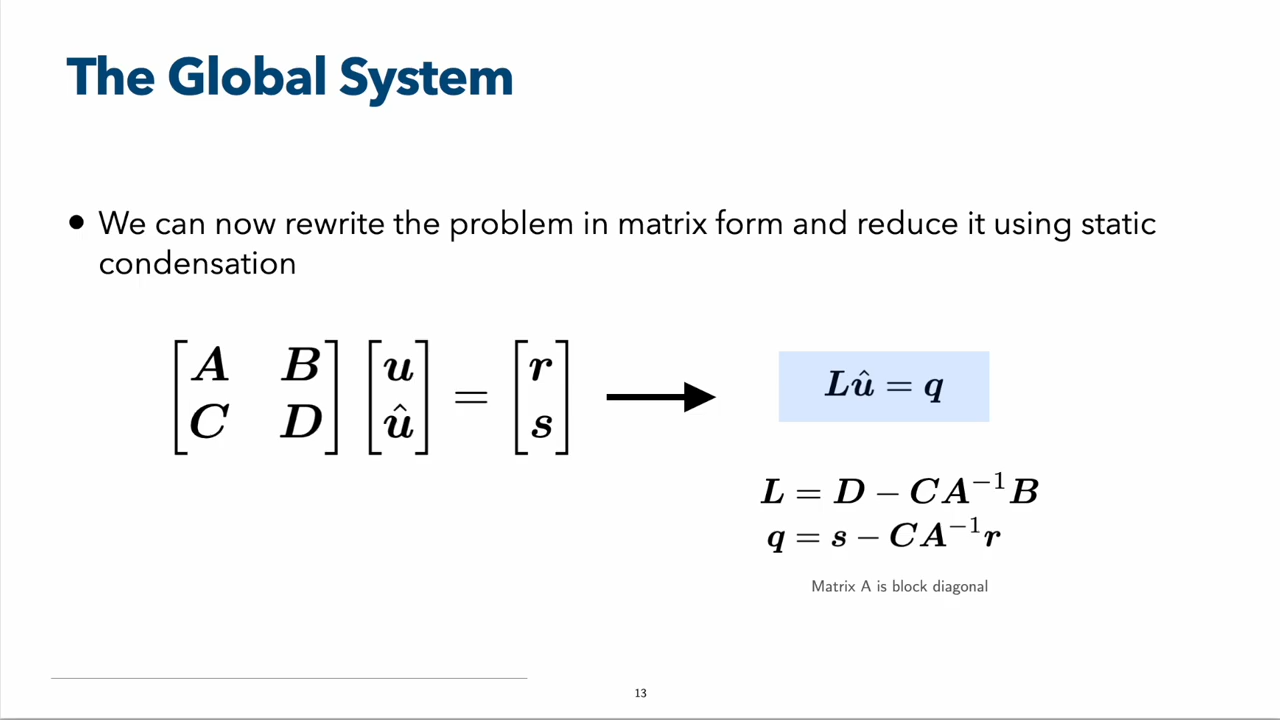 The Global System
• We can now rewrite the problem in matrix form and reduce it using static
condensation
[A B; C D] [u; û] = [r; s] → Lû = q
L = D − CA⁻¹B
q = s − CA⁻¹r
Matrix A is block diagonal
13